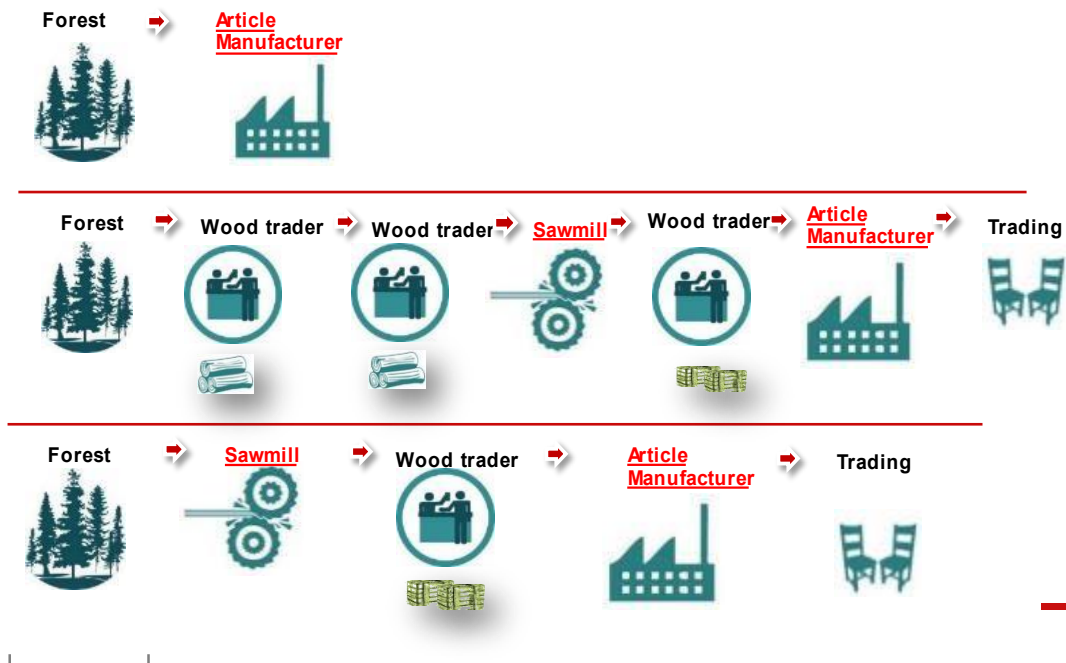 Forest
Article
Manufacturer
Forest
Wood trader
Wood trader
Sawmill
Wood trader
Article
Manufacturer
Trading
Forest
Sawmill
Wood trader
Article
Manufacturer
Trading